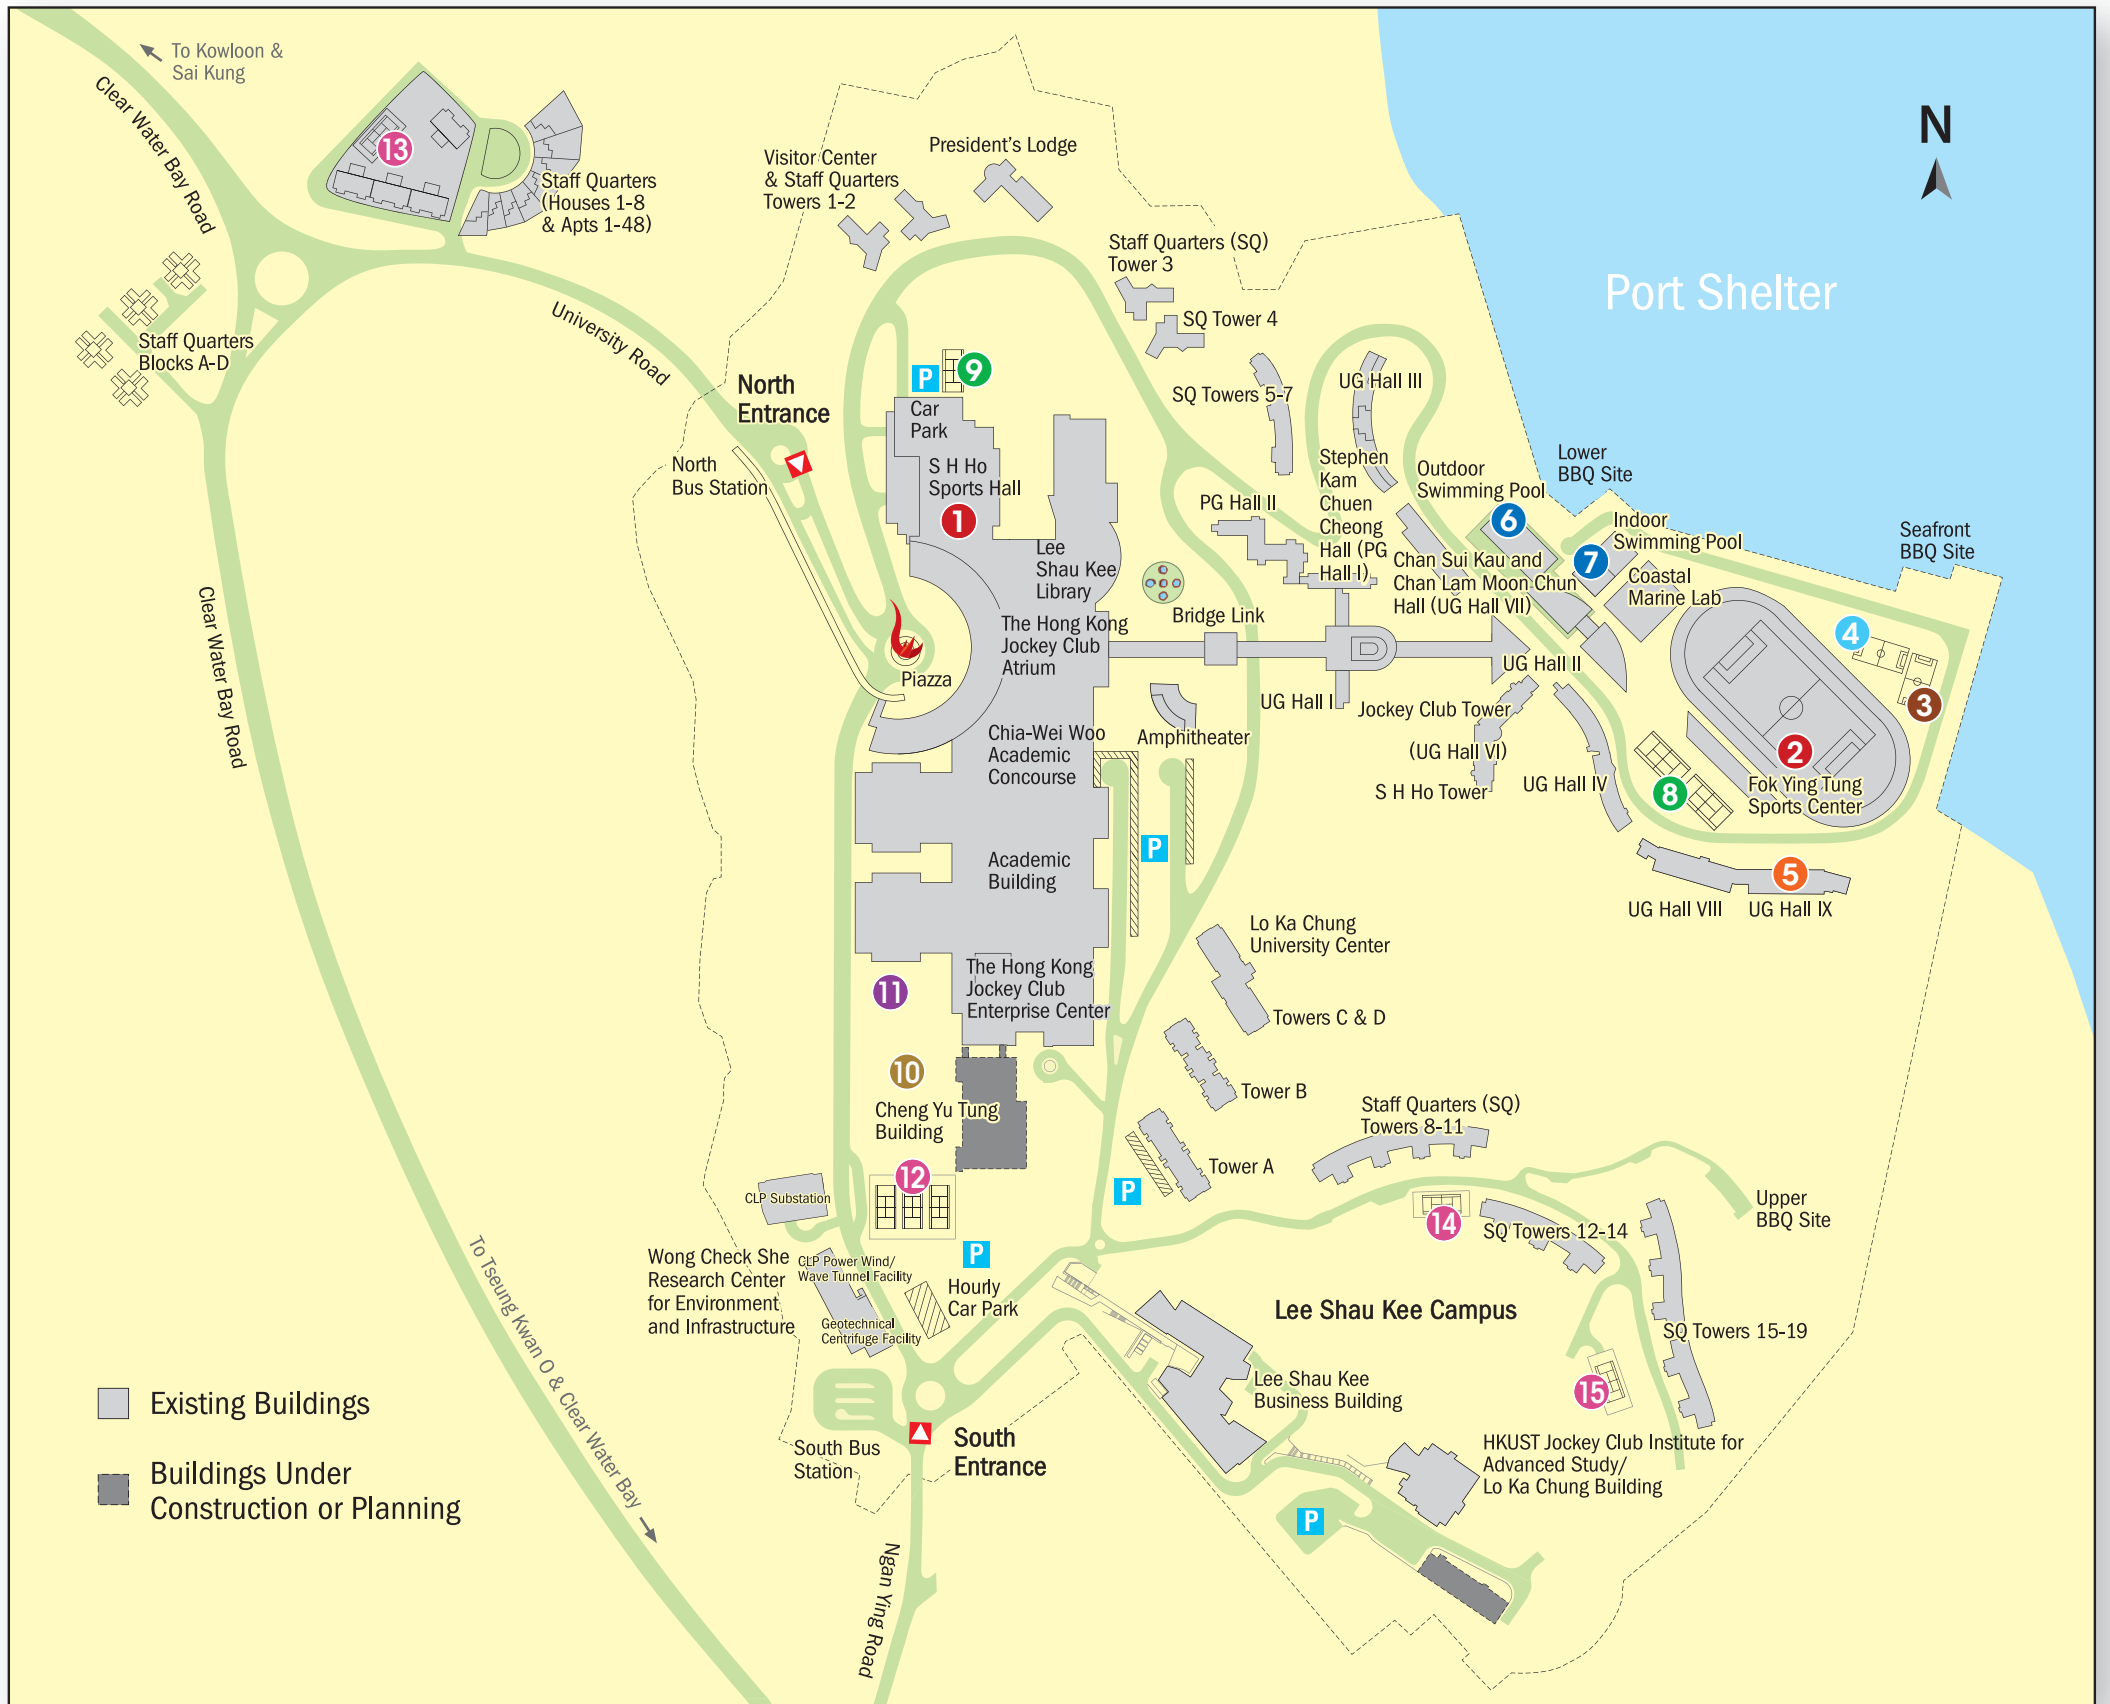 To Kowloon &
Sai Kung
Clear Water Bay Road
13
Staff Quarters
(Houses 1-8
& Apts 1-48)
Visitor Center
& Staff Quarters
Towers 1-2
President's Lodge
N
Port Shelter
Staff Quarters
Blocks A-D
University Road
Staff Quarters (SQ)
Tower 3
SQ Tower 4
SQ Towers 5-7
UG Hall III
North
Entrance
P
9
Car
Park
S H Ho
Sports Hall
1
North
Bus Station
Lee
Shau Kee
Library
PG Hall II
Stephen
Kam
Chuen
Cheong
Hall (PG
Hall I)
Outdoor
Swimming Pool
6
Lower
BBQ Site
Indoor
Swimming Pool
7
Seafront
BBQ Site
Chan Sui Kau and
Chan Lam Moon Chun
Hall (UG Hall VII)
Coastal
Marine Lab
Bridge Link
The Hong Kong
Jockey Club
Atrium
Piazza
4
3
UG Hall II
UG Hall I
Jockey Club Tower
(UG Hall VI)
S H Ho Tower
UG Hall IV
2
Fok Ying Tung
Sports Center
8
Clear Water Bay Road
Chia-Wei Woo
Academic
Concourse
Amphitheater
P
Academic
Building
5
UG Hall VIII
UG Hall IX
Lo Ka Chung
University Center
Towers C & D
11
The Hong Kong
Jockey Club
Enterprise Center
10
Cheng Yu Tung
Building
Tower B
Tower A
P
Staff Quarters (SQ)
Towers 8-11
12
CLP Substation
14
SQ Towers 12-14
Upper
BBQ Site
Wong Check She
Research Center
for Environment
and Infrastructure
CLP Power Wind/
Wave Tunnel Facility
Geotechnical
Centrifuge Facility
P
Hourly
Car Park
Lee Shau Kee Campus
SQ Towers 15-19
15
Lee Shau Kee
Business Building
To Tseung Kwan O & Clear Water Bay
South Bus
Station
South
Entrance
HKUST Jockey Club Institute for
Advanced Study/
Lo Ka Chung Building
P
Ngan Ying Road
Existing Buildings
Buildings Under
Construction or Planning